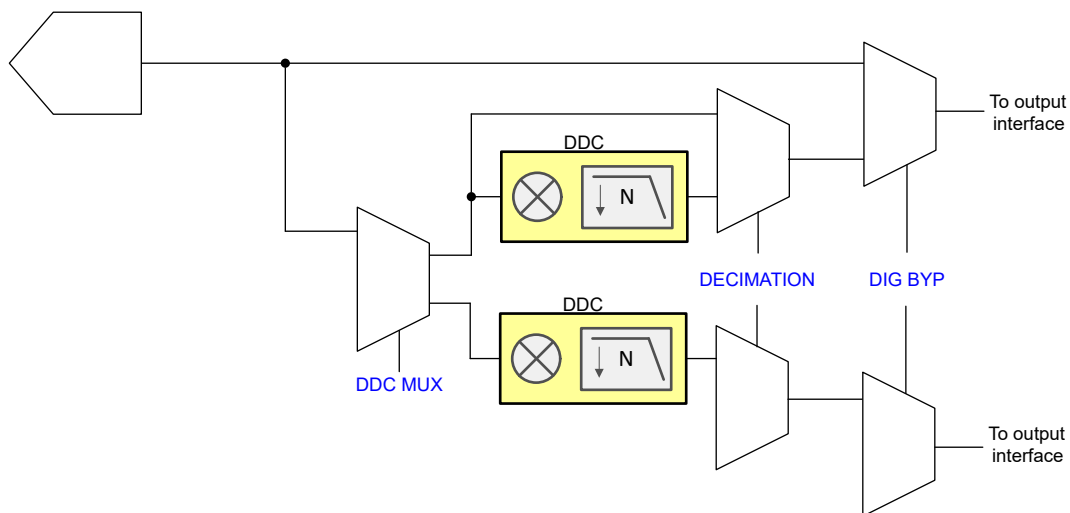 To output
interface
DDC
N
DECIMATION
DIG BYP
DDC
N
DDC MUX
To output
interface